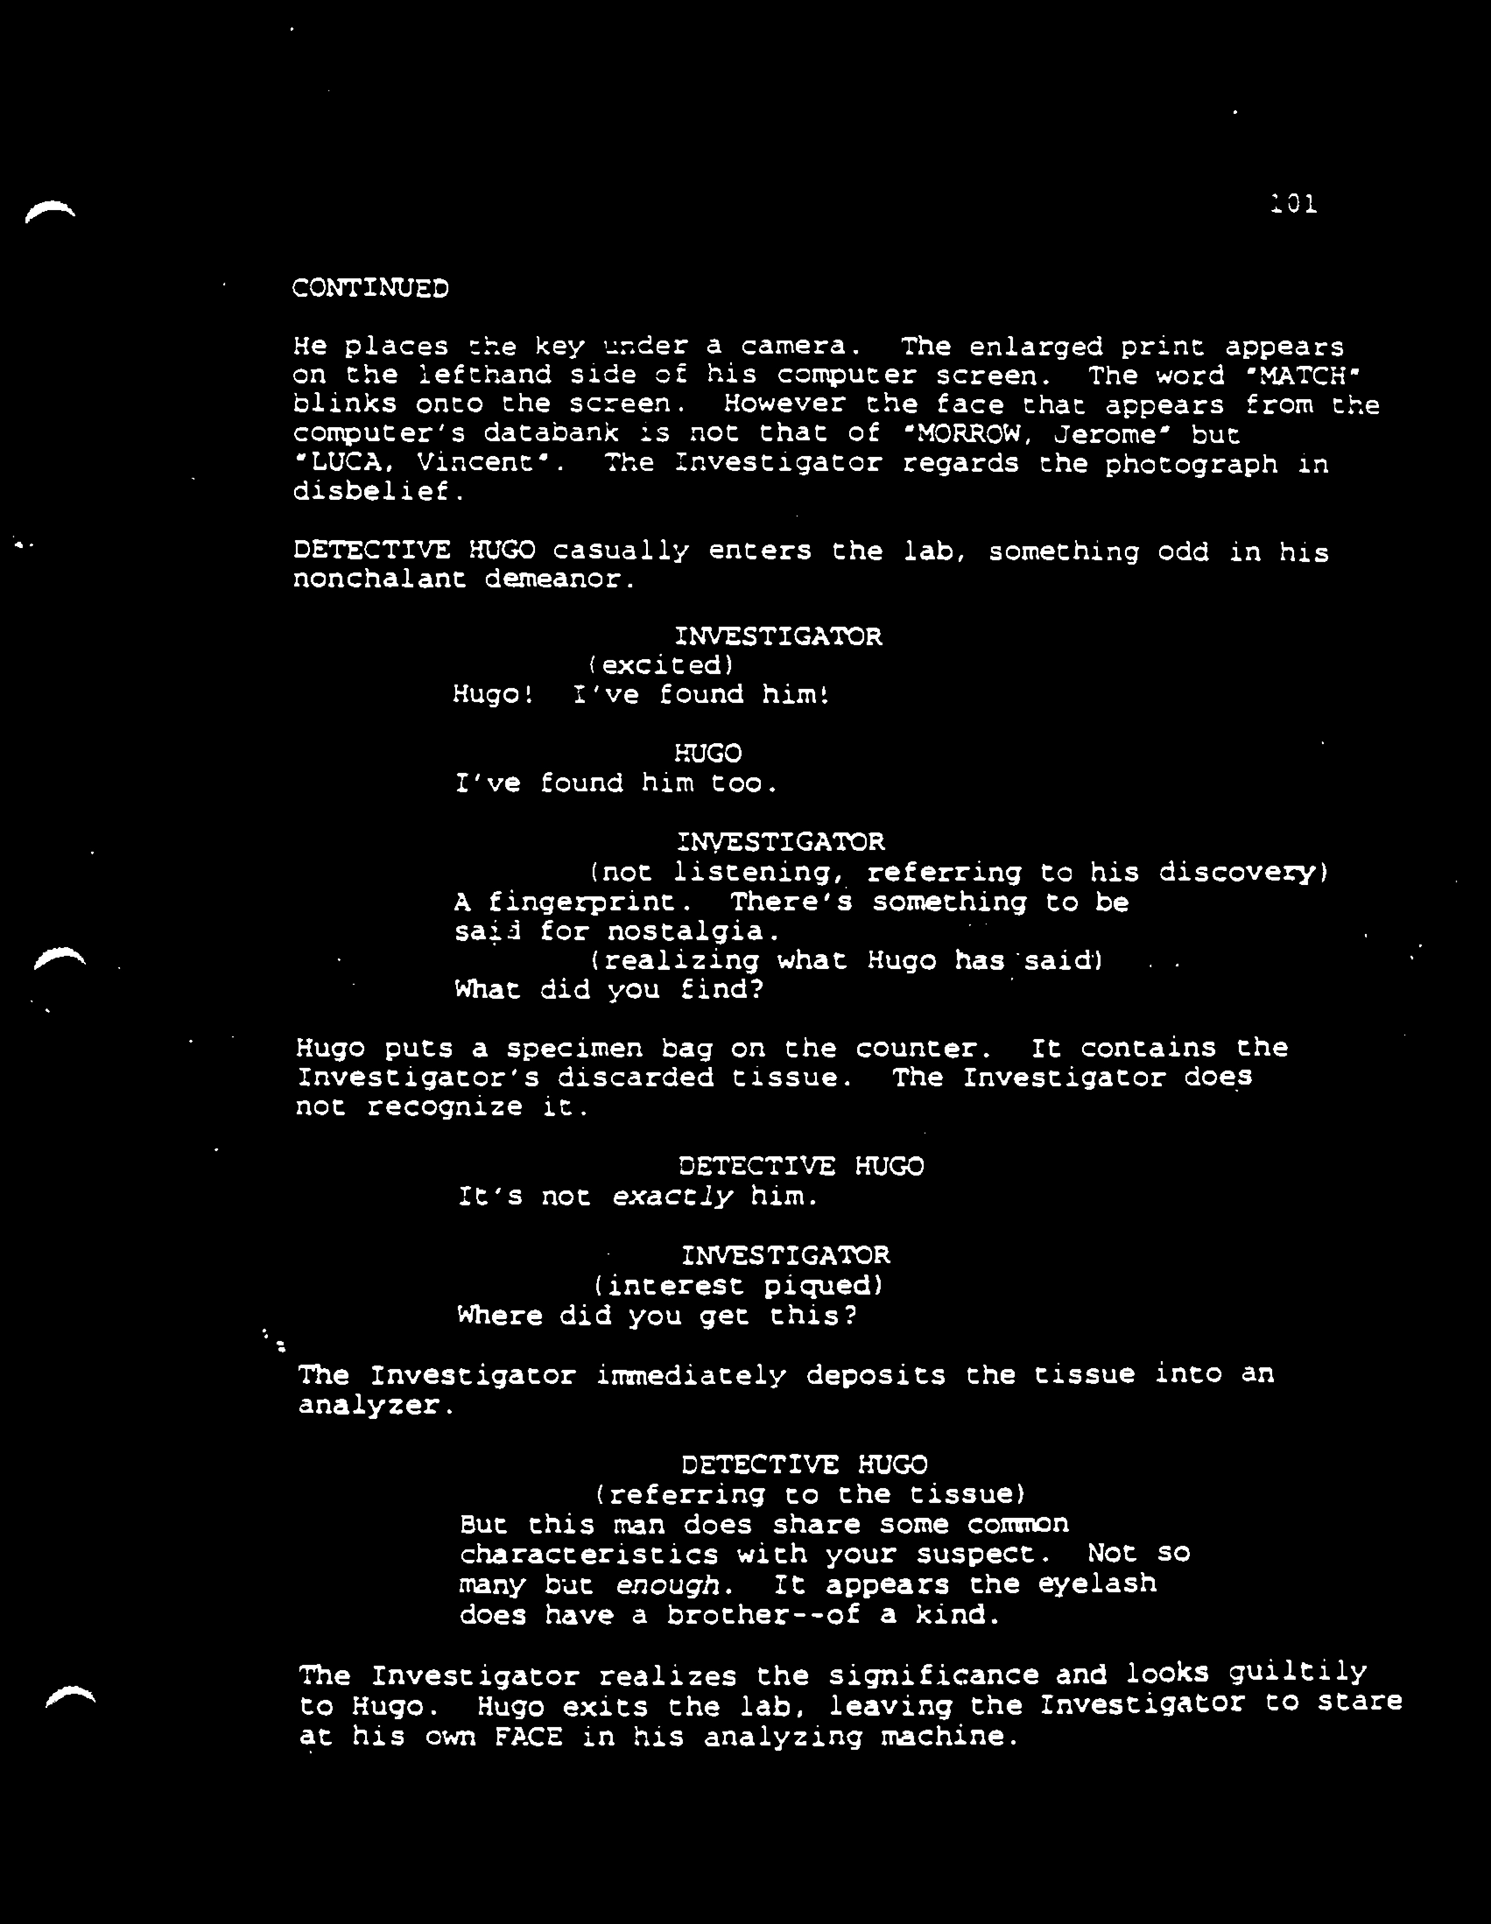 101
CONTINUED
He places the key under a camera.  The enlarged print appears
on the lefthand side of his computer screen.  The word "MATCH"
blinks onto the screen.  However the face that appears from the
computer's databank is not that of "MORROW, Jerome" but
"LUCA, Vincent".  The Investigator regards the photograph in
disbelief.
DETECTIVE HUGO casually enters the lab, something odd in his
nonchalant demeanor.
INVESTIGATOR
(excited)
Hugo!  I've found him!
HUGO
I've found him too.
INVESTIGATOR
(not listening, referring to his discovery)
A fingerprint.  There's something to be
said for nostalgia.
(realizing what Hugo has said)
What did you find?
Hugo puts a specimen bag on the counter.  It contains the
Investigator's discarded tissue.  The Investigator does
not recognize it.
DETECTIVE HUGO
It's not exactly him.
INVESTIGATOR
(interest piqued)
Where did you get this?
The Investigator immediately deposits the tissue into an
analyzer.
DETECTIVE HUGO
(referring to the tissue)
But this man does share some common
characteristics with your suspect.  Not so
many but enough.  It appears the eyelash
does have a brother--of a kind.
The Investigator realizes the significance and looks guiltily
to Hugo.  Hugo exits the lab, leaving the Investigator to stare
at his own FACE in his analyzing machine.